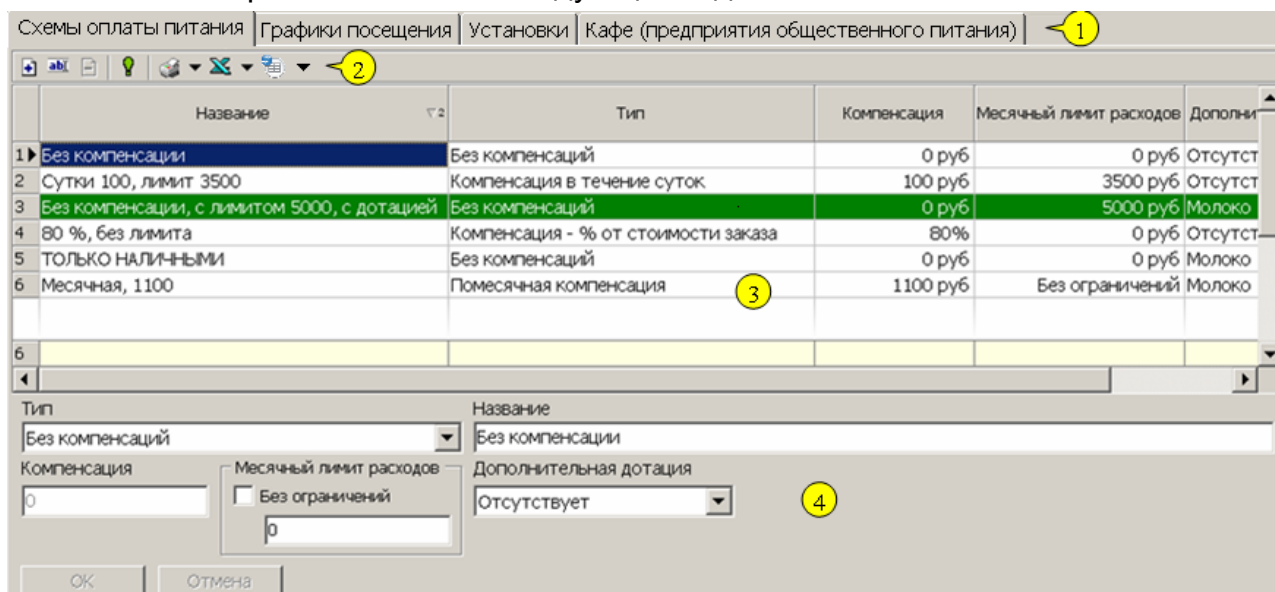 Схемы оплаты питания Графики посещения Установки Кафе (предприятия общественного питания) 1
abl 2
Название 2 Тип Компенсация Месячный лимит расходов Дополнит
1 Без компенсации Без компенсаций 0 руб 0 руб Отсутст
2 Сутки 100, лимит 3500 Компенсация в течение суток 100 руб 3500 руб Отсутст
3 Без компенсации, с лимитом 5000, с дотацией Без компенсаций 0 руб 5000 руб Молоко
4 80 %, без лимита Компенсация - % от стоимости заказа 80% 0 руб Отсутст
5 ТОЛЬКО НАЛИЧНЫМИ Без компенсаций 0 руб 0 руб Молоко
6 Месячная, 1100 Помесячная компенсация 1100 руб Без ограничений Молоко
3
6
Тип Название
Без компенсаций Без компенсации
Компенсация Месячный лимит расходов Дополнительная дотация
0 Без ограничений Отсутствует 4
0
ОК Отмена